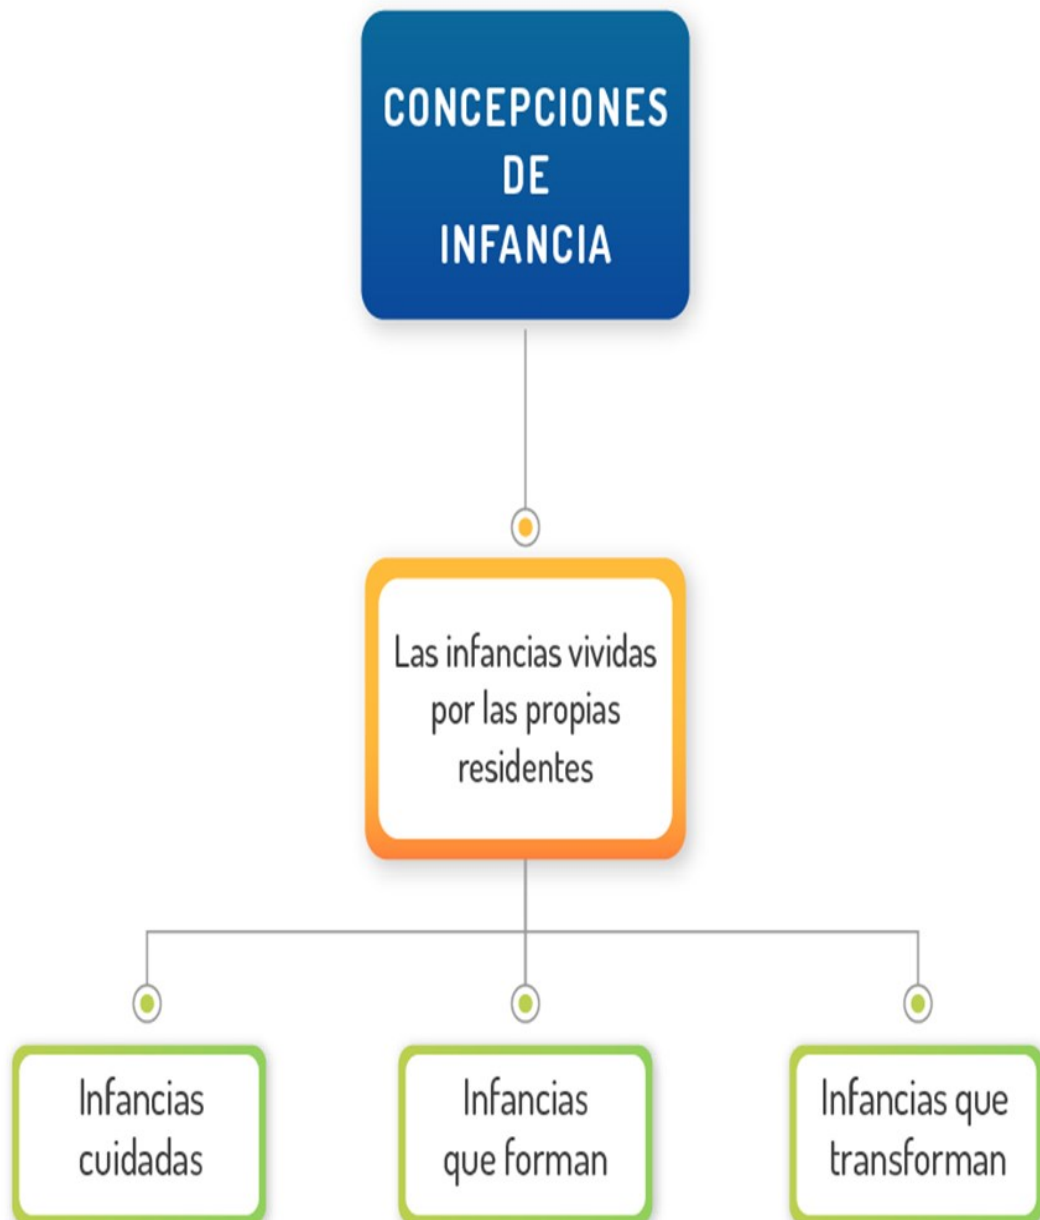 CONCEPCIONES
DE
INFANCIA
Las infancias vividas
por las propias
residentes
Infancias
cuidadas
Infancias
que forman
Infancias que
transforman